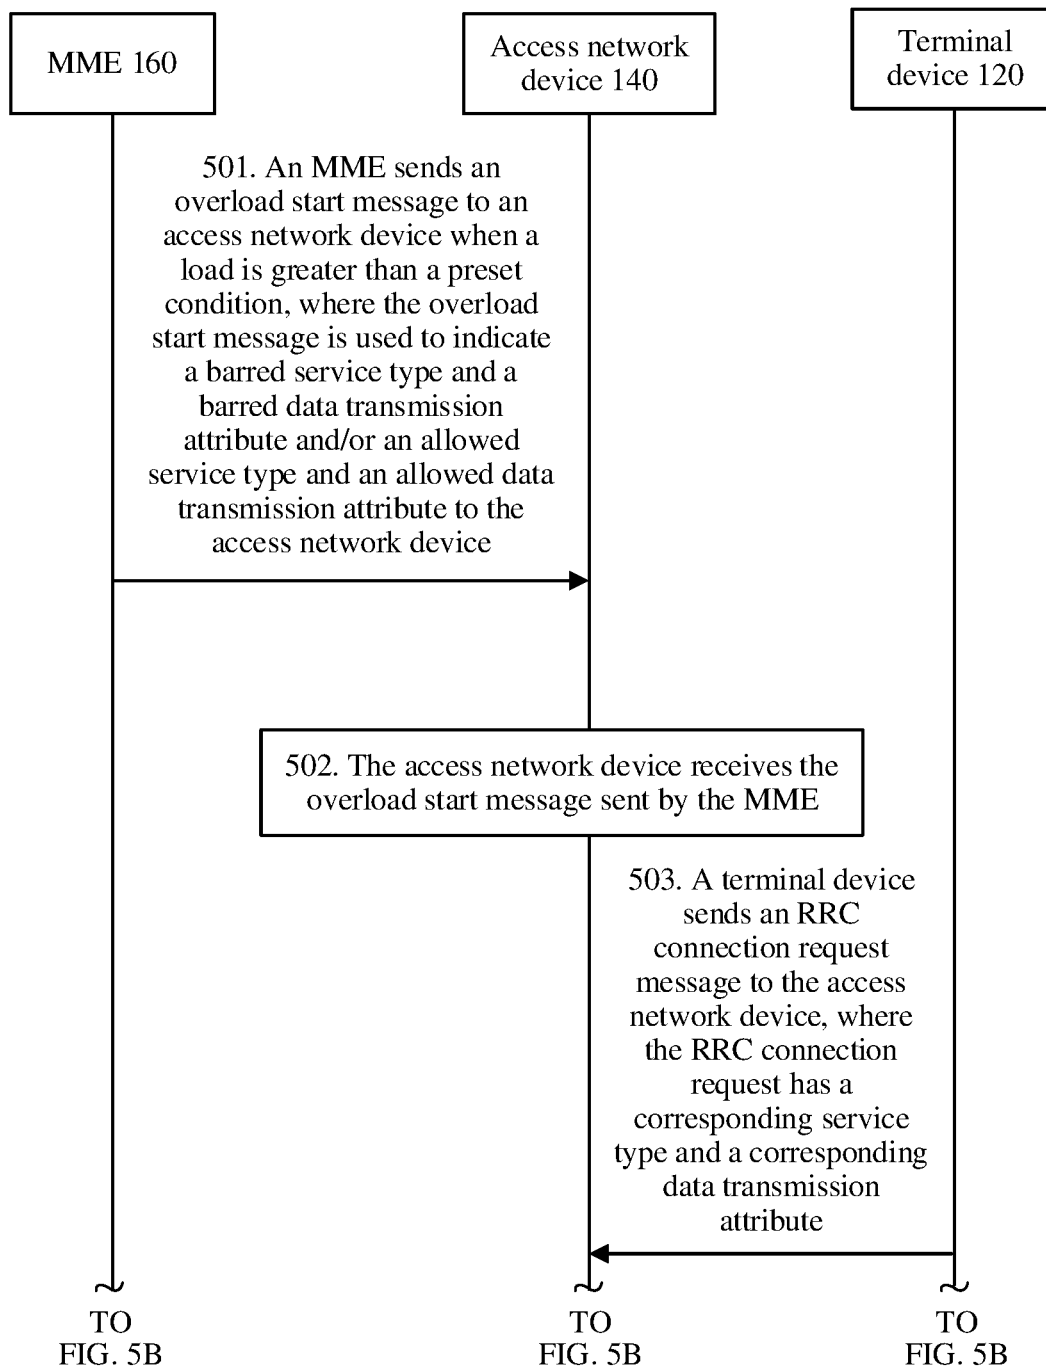 MME 160
Access network
device 140
Terminal
device 120
501. An MME sends an
overload start message to an
access network device when a
load is greater than a preset
condition, where the overload
start message is used to indicate
a barred service type and a
barred data transmission
attribute and/or an allowed
service type and an allowed data
transmission attribute to the
access network device
502. The access network device receives the
overload start message sent by the MME
503. A terminal device
sends an RRC
connection request
message to the access
network device, where
the RRC connection
request has a
corresponding service
type and a corresponding
data transmission
attribute
TO
FIG. 5B
TO
FIG. 5B
TO
FIG. 5B